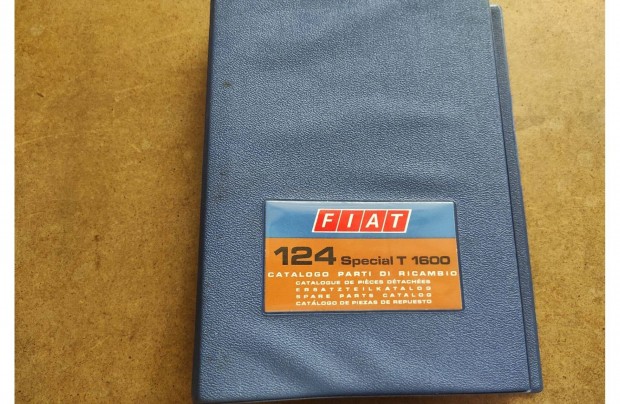 FIAT
124 Special T 1600
CATALOGO PARTI DI RICAMBIO
CATALOGUE DE PIÈCES DÉTACHÉES
ERSATZTEILKATALOG
SPARE PARTS CATALOG
CATÁLOGO DE PIEZAS DE REPUESTO